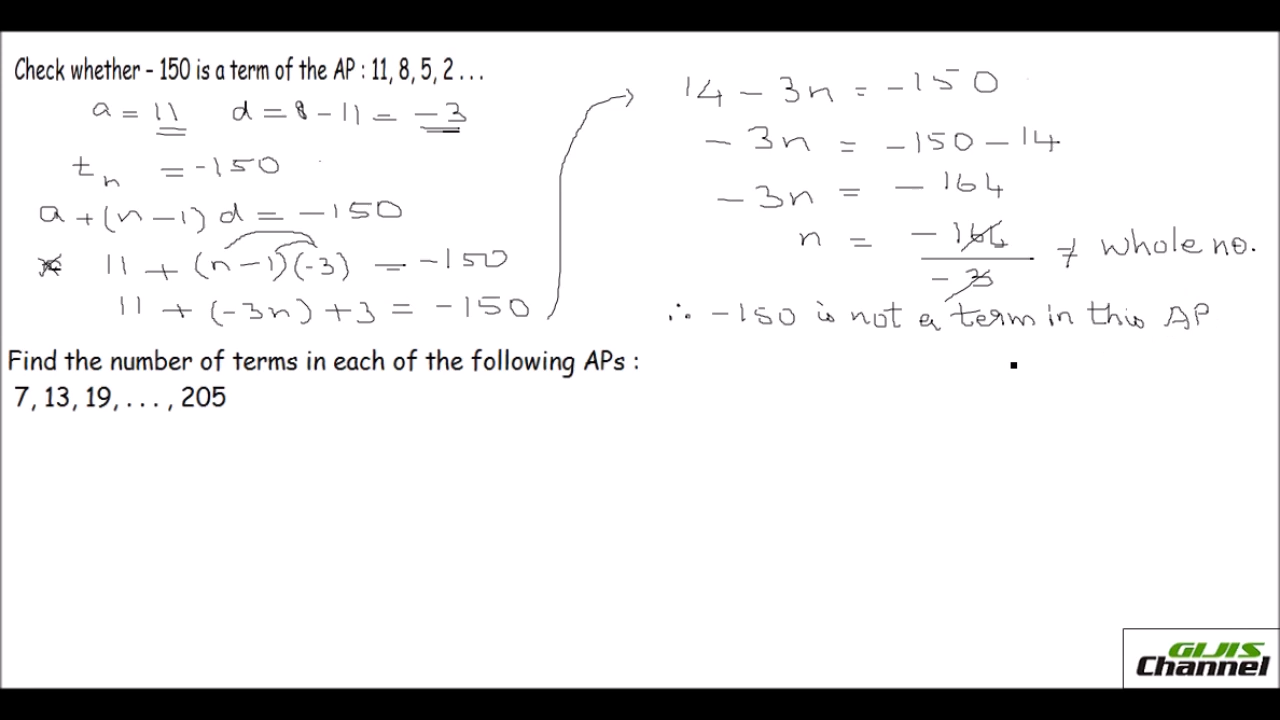 Check whether - 150 is a term of the AP : 11, 8, 5, 2 . . .
a = 11 d = 8 - 11 = -3
tn = -150
a + (n - 1) d = -150
11 + (n - 1)(-3) = -150
11 + (-3n) + 3 = -150
14 - 3n = -150
-3n = -150 - 14
-3n = -164
n = -164 / -3 ≠ whole no.
∴ -150 is not a term in this AP
Find the number of terms in each of the following APs :
7, 13, 19, . . . , 205
GIJIS
Channel